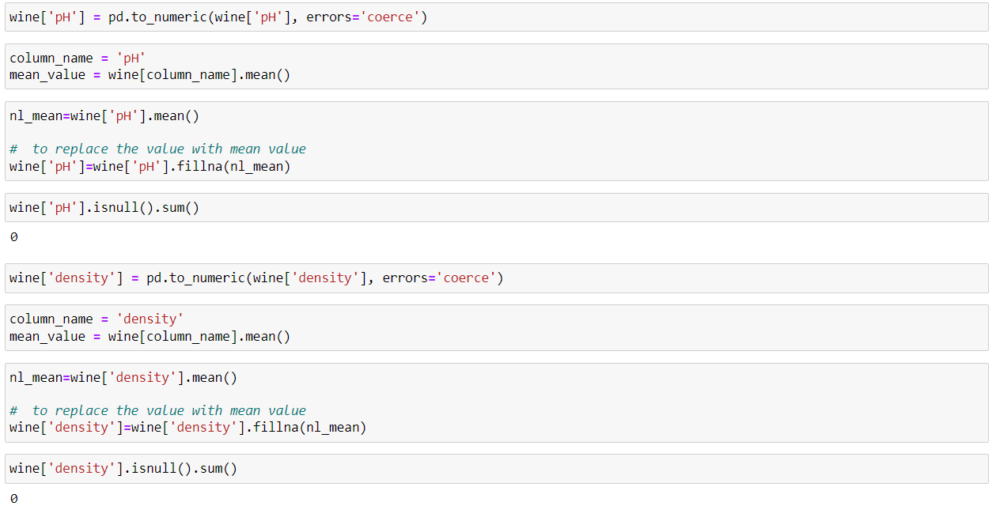 wine['pH'] = pd.to_numeric(wine['pH'], errors='coerce')
column_name = 'pH'
mean_value = wine[column_name].mean()
nl_mean=wine['pH'].mean()
#  to replace the value with mean value
wine['pH']=wine['pH'].fillna(nl_mean)
wine['pH'].isnull().sum()
0
wine['density'] = pd.to_numeric(wine['density'], errors='coerce')
column_name = 'density'
mean_value = wine[column_name].mean()
nl_mean=wine['density'].mean()
#  to replace the value with mean value
wine['density']=wine['density'].fillna(nl_mean)
wine['density'].isnull().sum()
0